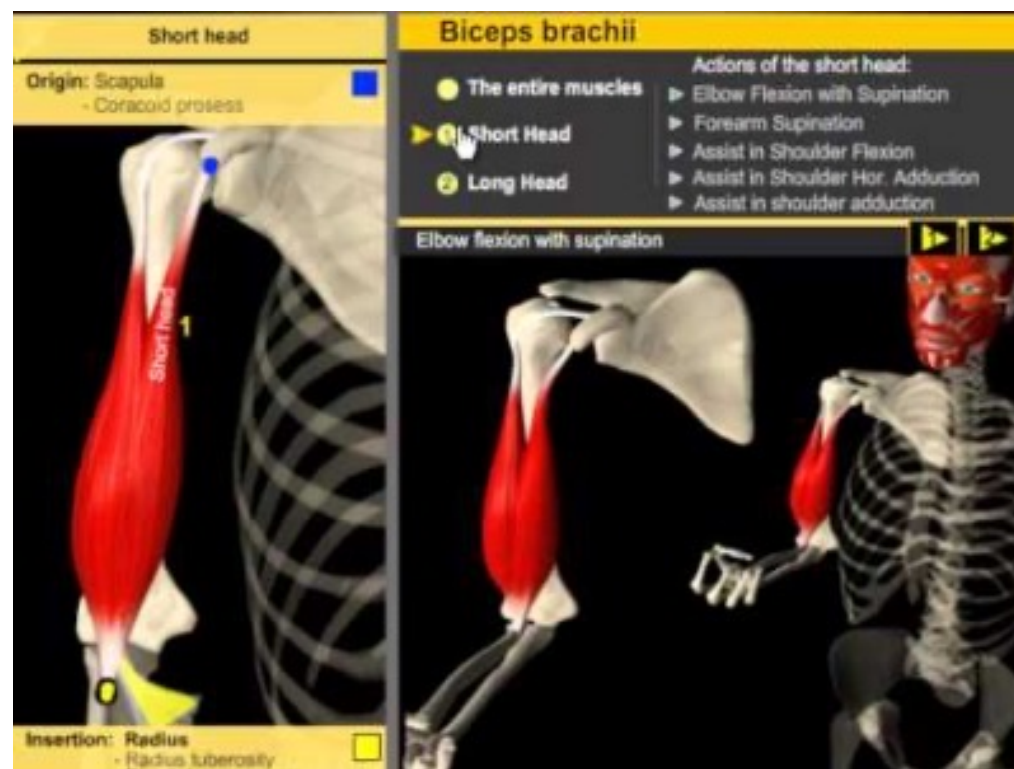 Short head
Origin: Scapula
- Coracoid prosess
Short head
1
Insertion: Radius
- Radius tuberosity
Biceps brachii
The entire muscles
1 Short Head
2 Long Head
Actions of the short head:
Elbow Flexion with Supination
Forearm Supination
Assist in Shoulder Flexion
Assist in Shoulder Hor. Adduction
Assist in shoulder adduction
Elbow flexion with supination